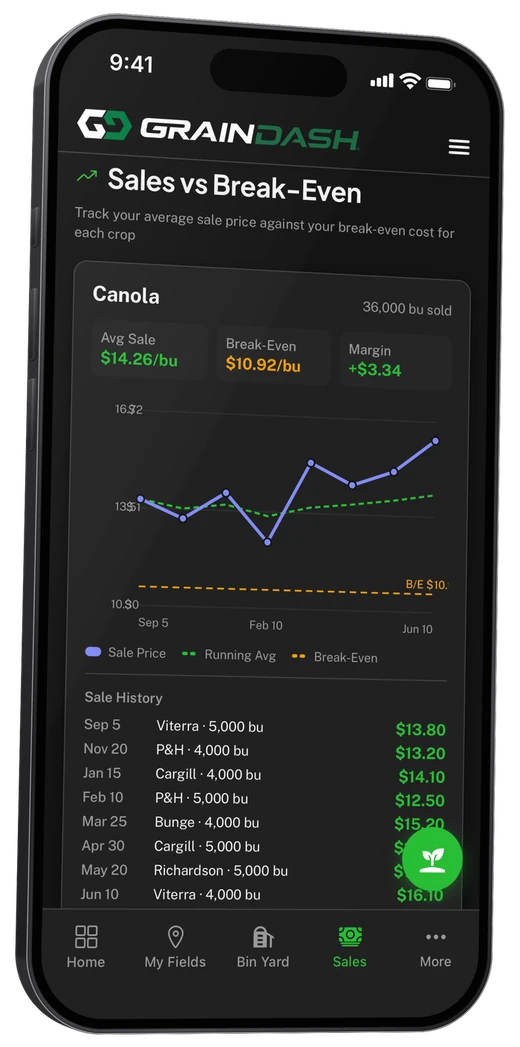 9:41
GRAINDASH
Sales vs Break-Even
Track your average sale price against your break-even cost for
each crop
Canola
36,000 bu sold
Avg Sale
$14.26/bu
Break-Even
$10.92/bu
Margin
+$3.34
B/E $10.
Sep 5
Feb 10
Jun 10
Sale Price
Running Avg
Break-Even
Sale History
Sep 5 Viterra · 5,000 bu $13.80
Nov 20 P&H · 4,000 bu $13.20
Jan 15 Cargill · 4,000 bu $14.10
Feb 10 P&H · 5,000 bu $12.50
Mar 25 Bunge · 4,000 bu $15.20
Apr 30 Cargill · 5,000 bu $
May 20 Richardson · 5,000 bu $
Jun 10 Viterra · 4,000 bu $16.10
Home
My Fields
Bin Yard
Sales
More